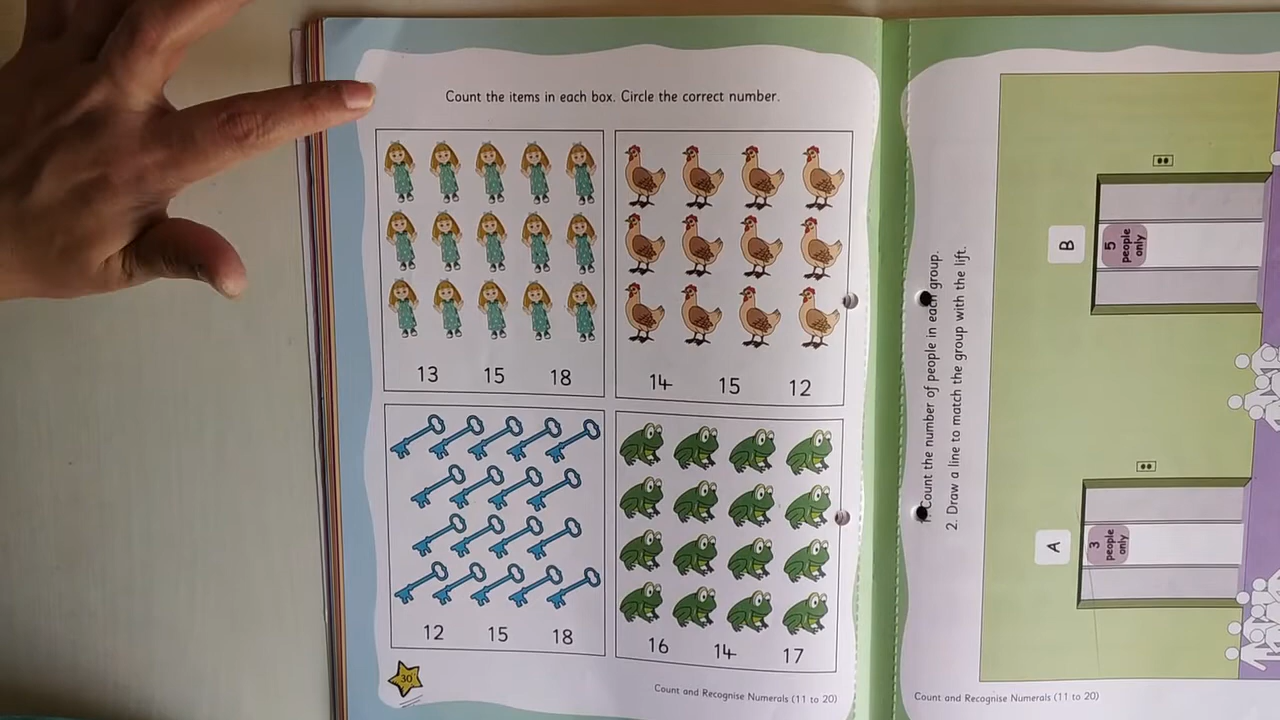 Count the items in each box. Circle the correct number.
13 15 18
14 15 12
12 15 18
16 14 17
30
Count and Recognise Numerals (11 to 20)
1. Count the number of people in each group.
2. Draw a line to match the group with the lift.
B
5
people
only
A
3
people
only
Count and Recognise Numerals (11 to 20)